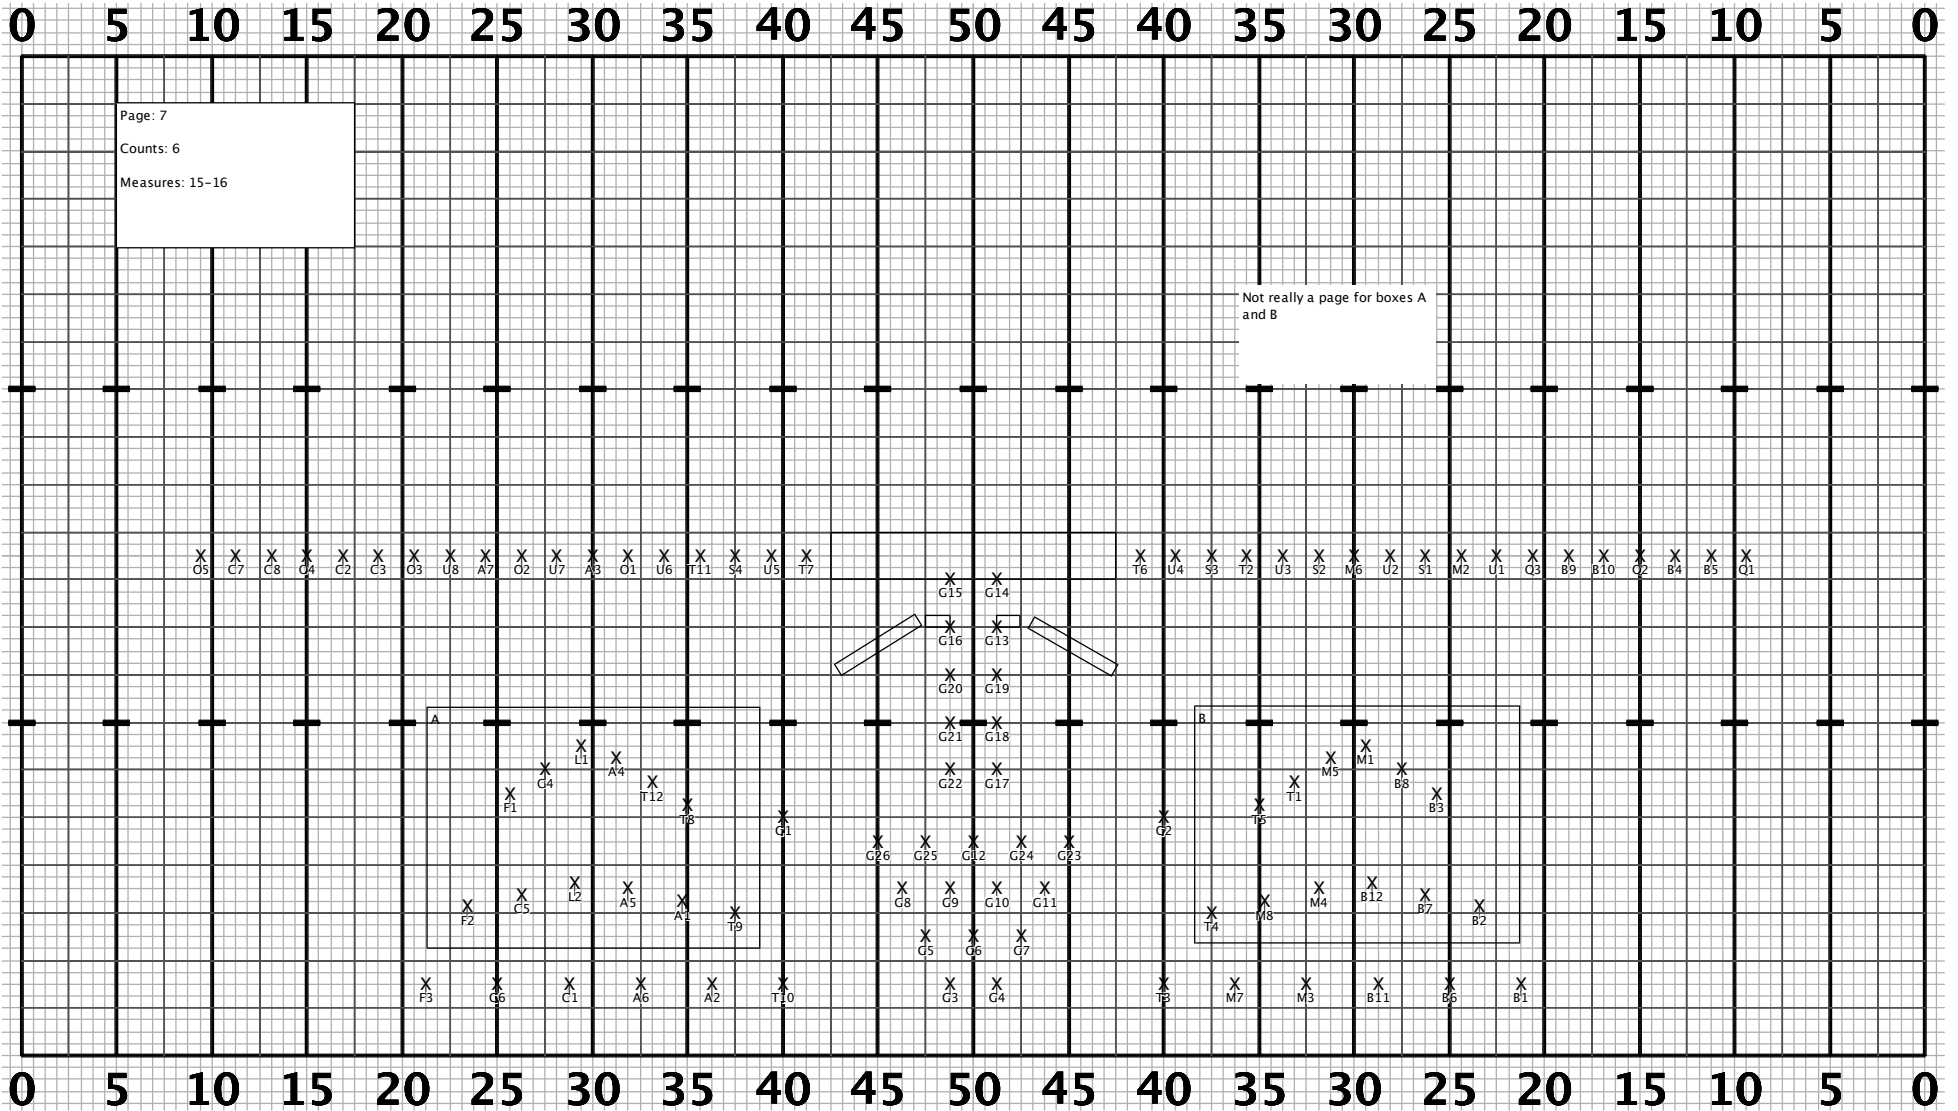 0 5 10 15 20 25 30 35 40 45 50 45 40 35 30 25 20 15 10 5 0
Page: 7
Counts: 6
Measures: 15-16
Not really a page for boxes A
and B
O5 C7 C8 O4 C2 C3 O3 U8 A7 O2 U7 A3 O1 U6 T11 S4 U5 T7 T6 U4 S3 T2 U3 S2 M6 U2 S1 M2 U1 Q3 B9 B10 Q2 B4 B5 Q1
G15 G14
G16 G13
G20 G19
A B
G21 G18
L1 M1
A4 M5
C4 T12 G22 G17 T1 B8
F1 B3
T8 T5
G1 G2
G26 G25 G12 G24 G23
L2 B12
A5 G8 G9 G10 G11 M4
C5 B7
A1 M8
F2 B2
T9 T4
G5 G6 G7
F3 C6 C1 A6 A2 T10 G3 G4 T3 M7 M3 B11 B6 B1
0 5 10 15 20 25 30 35 40 45 50 45 40 35 30 25 20 15 10 5 0